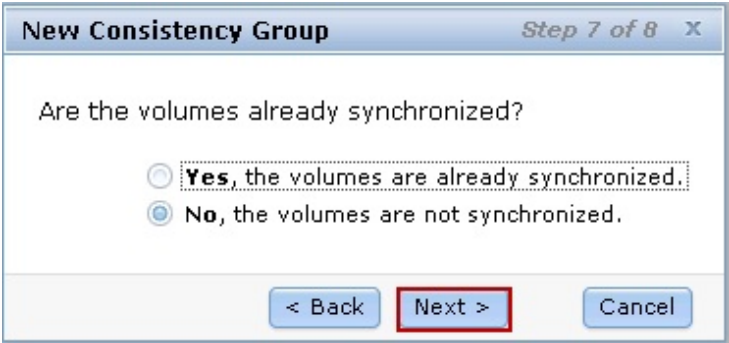 New Consistency Group Step 7 of 8 X
Are the volumes already synchronized?
Yes, the volumes are already synchronized.
No, the volumes are not synchronized.
< Back Next > Cancel